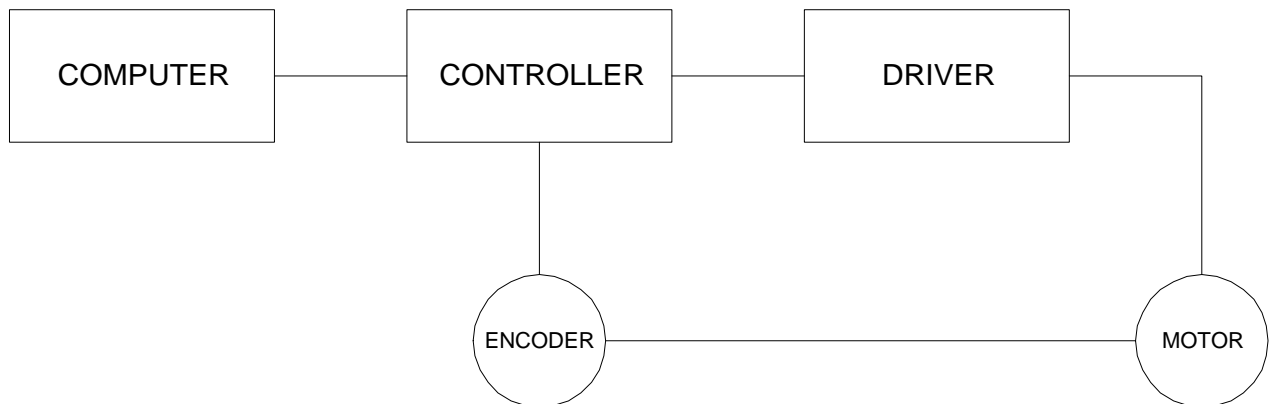 COMPUTER
CONTROLLER
DRIVER
ENCODER
MOTOR